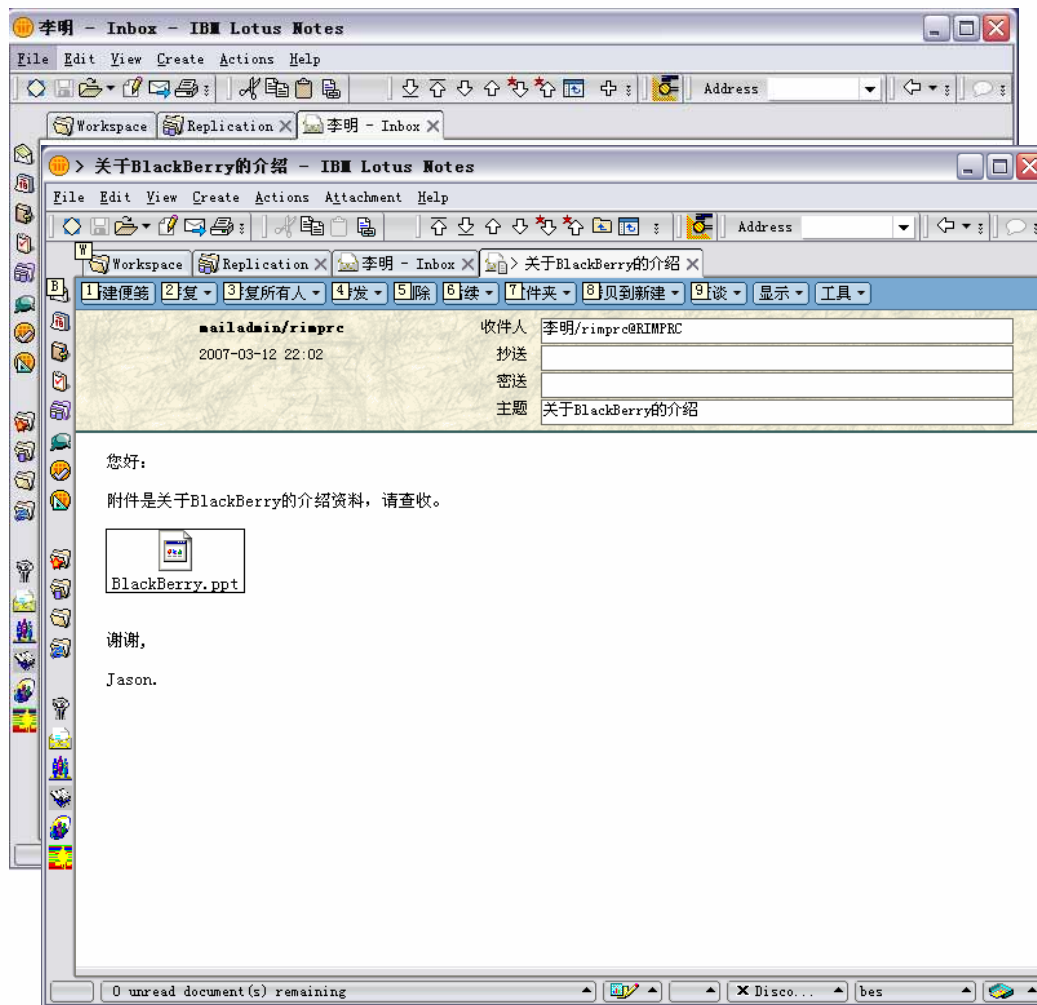 李明 - Inbox - IBM Lotus Notes
File Edit View Create Actions Help
Address
Workspace Replication 李明 - Inbox
> 关于BlackBerry的介绍 - IBM Lotus Notes
File Edit View Create Actions Attachment Help
Address
W
Workspace Replication 李明 - Inbox > 关于BlackBerry的介绍
B
1建便笺 2复 3复所有人 4发 5除 6续 7件夹 8贝到新建 9谈 显示 工具
mailadmin/rimprc 收件人 李明/rimprc@RIMPRC
2007-03-12 22:02 抄送
密送
主题 关于BlackBerry的介绍
您好:
附件是关于BlackBerry的介绍资料，请查收。
BlackBerry.ppt
谢谢,
Jason.
0 unread document(s) remaining Disco... bes